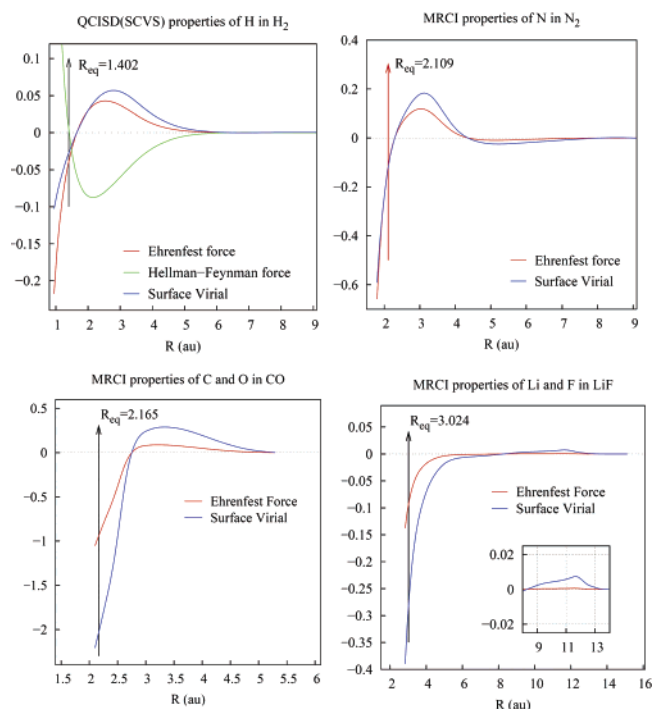 QCISD(SCVS) properties of H in H2
0.1
0.05
0
-0.05
-0.1
-0.15
-0.2
Req=1.402
Ehrenfest force
Hellman-Feynman force
Surface Virial
1 2 3 4 5 6 7 8 9
R (au)
MRCI properties of N in N2
0.4
0.2
0
-0.2
-0.4
-0.6
Req=2.109
Ehrenfest force
Surface Virial
2 3 4 5 6 7 8 9
R (au)
MRCI properties of C and O in CO
0.5
0
-0.5
-1
-1.5
-2
Req=2.165
Ehrenfest Force
Surface Virial
1.5 2 2.5 3 3.5 4 4.5 5 5.5 6
R (au)
MRCI properties of Li and F in LiF
0.05
0
-0.05
-0.1
-0.15
-0.2
-0.25
-0.3
-0.35
-0.4
Req=3.024
Ehrenfest Force
Surface Virial
0.02
0
-0.02
9 11 13
2 4 6 8 10 12 14 16
R (au)